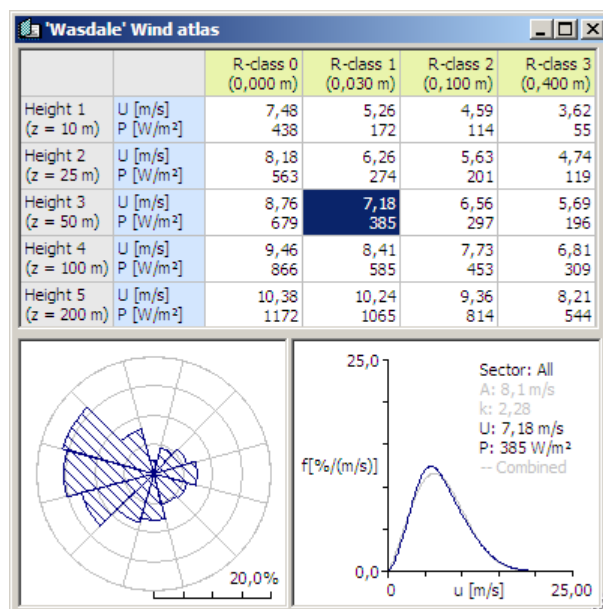 'Wasdale' Wind atlas
R-class 0 R-class 1 R-class 2 R-class 3
(0,000 m) (0,030 m) (0,100 m) (0,400 m)
Height 1 U [m/s] 7,48 5,26 4,59 3,62
(z = 10 m) P [W/m²] 438 172 114 55
Height 2 U [m/s] 8,18 6,26 5,63 4,74
(z = 25 m) P [W/m²] 563 274 201 119
Height 3 U [m/s] 8,76 7,18 6,56 5,69
(z = 50 m) P [W/m²] 679 385 297 196
Height 4 U [m/s] 9,46 8,41 7,73 6,81
(z = 100 m) P [W/m²] 866 585 453 309
Height 5 U [m/s] 10,38 10,24 9,36 8,21
(z = 200 m) P [W/m²] 1172 1065 814 544
20,0%
25,0
Sector: All
A: 8,1 m/s
k: 2,28
U: 7,18 m/s
P: 385 W/m²
-- Combined
f[%/(m/s)]
0,0
0 u [m/s] 25,00